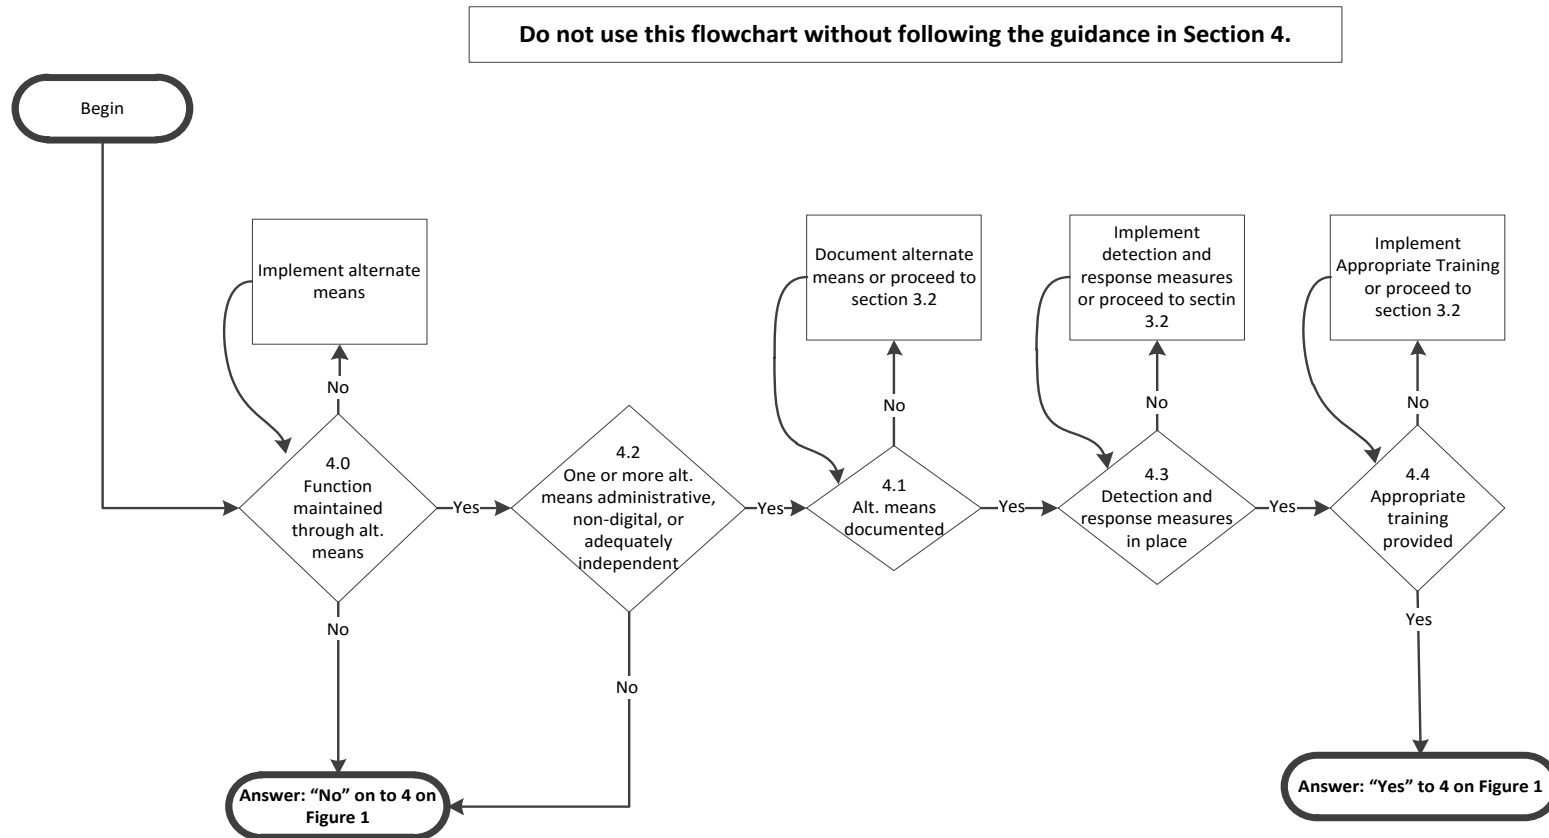 Do not use this flowchart without following the guidance in Section 4.
Begin
Implement alternate
means
No
4.0
Function
maintained
through alt.
means
Yes
No
4.2
One or more alt.
means administrative,
non-digital, or
adequately
independent
Yes
No
Document alternate
means or proceed to
section 3.2
No
4.1
Alt. means
documented
Yes
Implement
detection and
response measures
or proceed to sectin
3.2
No
4.3
Detection and
response measures
in place
Yes
Implement
Appropriate Training
or proceed to
section 3.2
No
4.4
Appropriate
training
provided
Yes
Answer: “No” on to 4 on
Figure 1
Answer: “Yes” to 4 on Figure 1